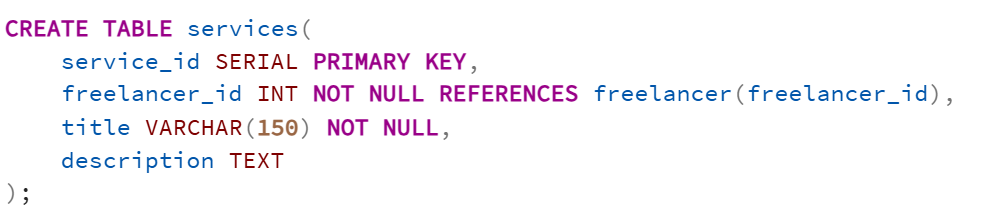 CREATE TABLE services(
    service_id SERIAL PRIMARY KEY,
    freelancer_id INT NOT NULL REFERENCES freelancer(freelancer_id),
    title VARCHAR(150) NOT NULL,
    description TEXT
);